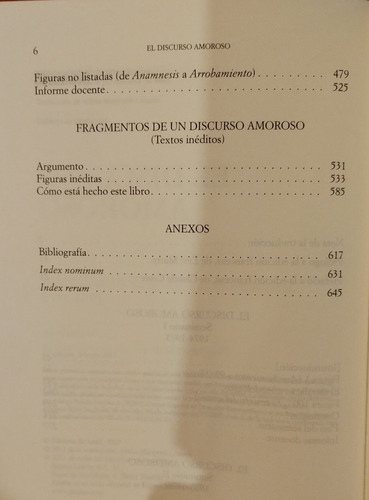 6 EL DISCURSO AMOROSO
Figuras no listadas (de Anamnesis a Arrobamiento) . . . . . . . . . 479
Informe docente . . . . . . . . . . . . . . . . . . . . . . . . . . . . . . 525
FRAGMENTOS DE UN DISCURSO AMOROSO
(Textos inéditos)
Argumento . . . . . . . . . . . . . . . . . . . . . . . . . . . . . . . . . 531
Figuras inéditas . . . . . . . . . . . . . . . . . . . . . . . . . . . . . . 533
Cómo está hecho este libro . . . . . . . . . . . . . . . . . . . . . . . 585
ANEXOS
Bibliografía . . . . . . . . . . . . . . . . . . . . . . . . . . . . . . . . . 617
Index nominum . . . . . . . . . . . . . . . . . . . . . . . . . . . . . . . 631
Index rerum . . . . . . . . . . . . . . . . . . . . . . . . . . . . . . . . . 645